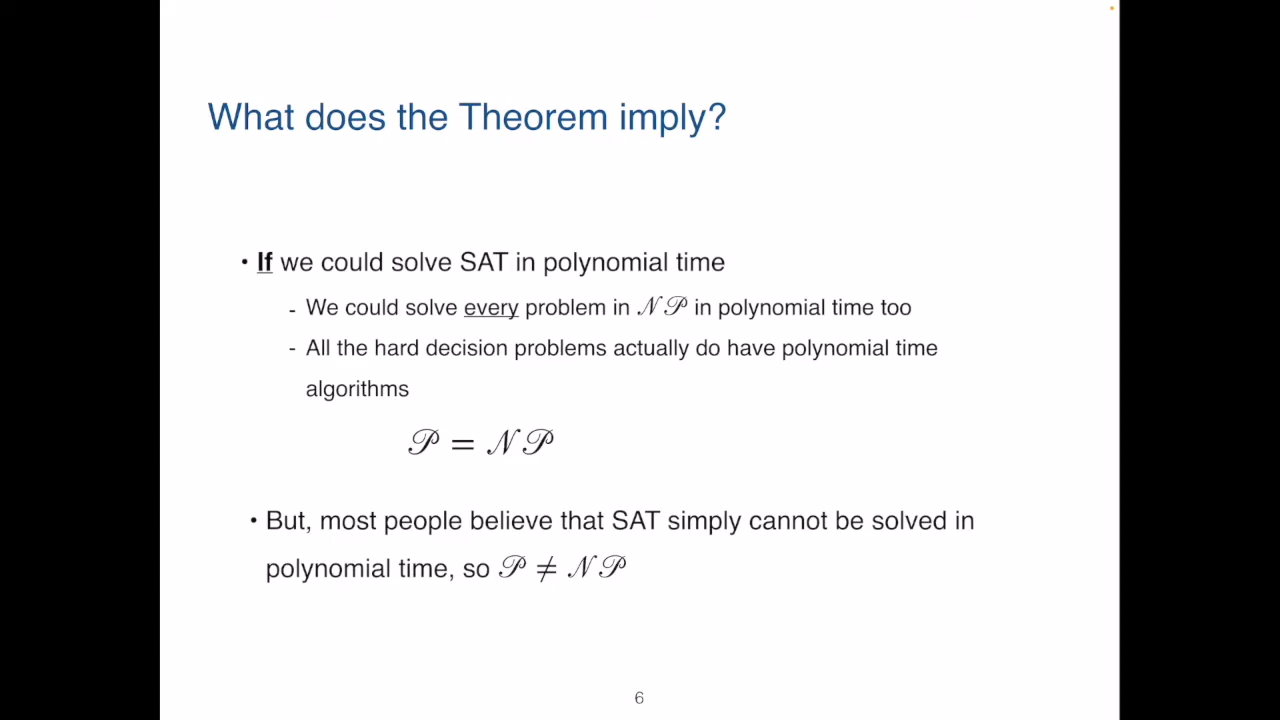 What does the Theorem imply?
• If we could solve SAT in polynomial time
- We could solve every problem in 𝒩𝒫 in polynomial time too
- All the hard decision problems actually do have polynomial time
algorithms
𝒫 = 𝒩𝒫
• But, most people believe that SAT simply cannot be solved in
polynomial time, so 𝒫 ≠ 𝒩𝒫
6